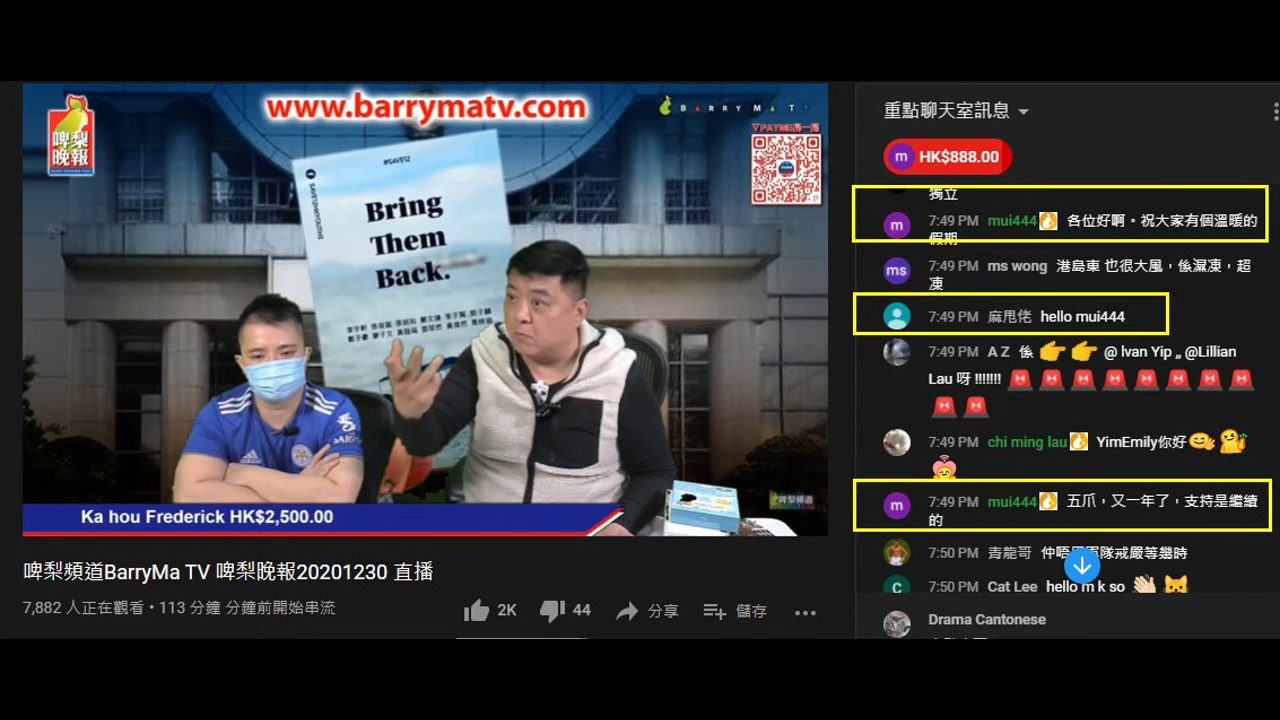 www.barrymatv.com
BARRYMATV
啤梨
晚報
#SAVE12
Bring
Them
Back.
Ka hou Frederick HK$2,500.00
啤梨頻道
啤梨頻道BarryMa TV 啤梨晚報20201230 直播
7,882 人正在觀看•113 分鐘 分鐘前開始串流
2K
44
分享
儲存
重點聊天室訊息
m HK$888.00
獨立
m 7:49 PM mui444 各位好啊。祝大家有個溫暖的
假期
ms 7:49 PM ms wong 港島東 也很大風,係濕凍,超
凍
7:49 PM 麻甩佬 hello mui444
7:49 PM A Z 係 👉 👉 @ Ivan Yip ,, @Lillian
Lau 呀 !!!!!!! 🚨 🚨 🚨 🚨 🚨 🚨 🚨 🚨
🚨 🚨
7:49 PM chi ming lau YimEmily你好
m 7:49 PM mui444 五爪,又一年了,支持是繼續
的
7:50 PM 青龍哥
C 7:50 PM Cat Lee hello m k so
Drama Cantonese